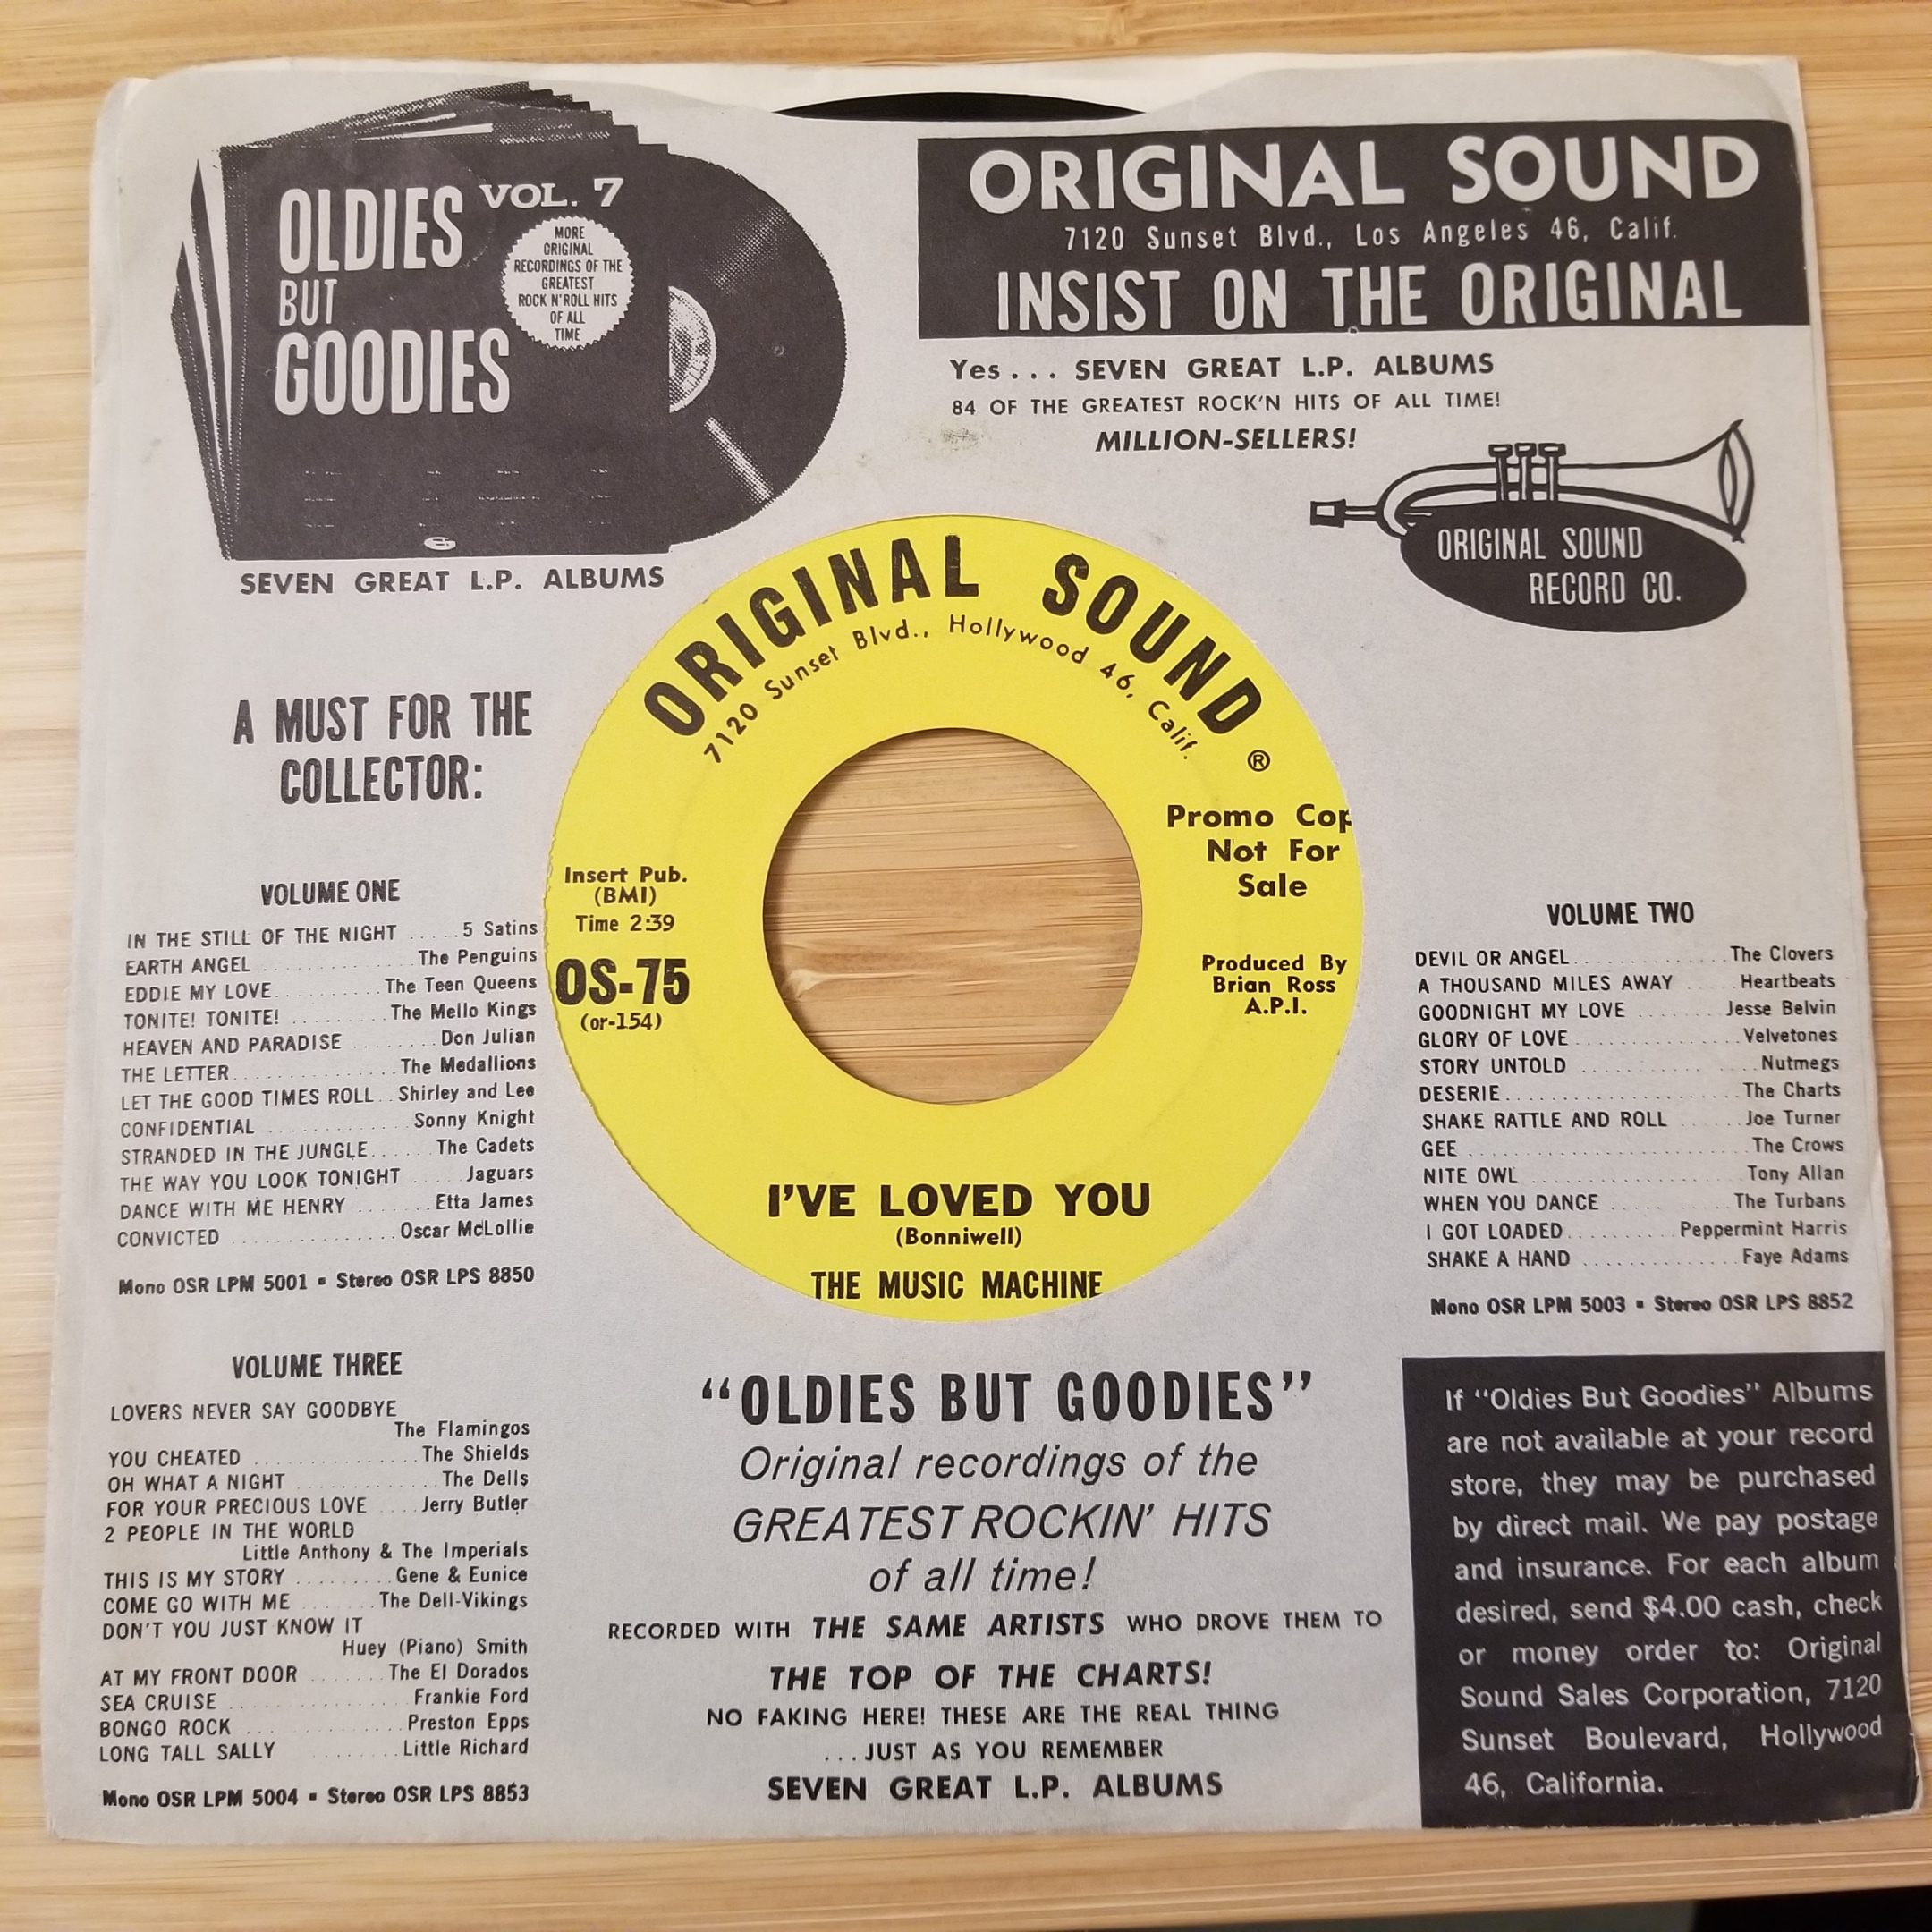 OLDIES VOL. 7
BUT
GOODIES
MORE
ORIGINAL
RECORDINGS OF THE
GREATEST
ROCK N'ROLL HITS
OF ALL
TIME
SEVEN GREAT L.P. ALBUMS
ORIGINAL SOUND
7120 Sunset Blvd., Los Angeles 46, Calif.
INSIST ON THE ORIGINAL
Yes... SEVEN GREAT L.P. ALBUMS
84 OF THE GREATEST ROCK'N HITS OF ALL TIME!
MILLION-SELLERS!
ORIGINAL SOUND
RECORD CO.
A MUST FOR THE
COLLECTOR:
ORIGINAL SOUND ®
7120 Sunset Blvd., Hollywood 46, Calif.
Insert Pub.
(BMI)
Time 2:39
OS-75
(or-154)
Promo Cop
Not For
Sale
Produced By
Brian Ross
A.P.I.
I'VE LOVED YOU
(Bonniwell)
THE MUSIC MACHINE
VOLUME ONE
IN THE STILL OF THE NIGHT .....5 Satins
EARTH ANGEL ............The Penguins
EDDIE MY LOVE.........The Teen Queens
TONITE! TONITE! .........The Mello Kings
HEAVEN AND PARADISE ........Don Julian
THE LETTER..............The Medallions
LET THE GOOD TIMES ROLL..Shirley and Lee
CONFIDENTIAL ............Sonny Knight
STRANDED IN THE JUNGLE......The Cadets
THE WAY YOU LOOK TONIGHT .....Jaguars
DANCE WITH ME HENRY .......Etta James
CONVICTED ..............Oscar McLollie
Mono OSR LPM 5001 ▪ Stereo OSR LPS 8850
VOLUME TWO
DEVIL OR ANGEL.............The Clovers
A THOUSAND MILES AWAY .....Heartbeats
GOODNIGHT MY LOVE .......Jesse Belvin
GLORY OF LOVE..............Velvetones
STORY UNTOLD ..............Nutmegs
DESERIE....................The Charts
SHAKE RATTLE AND ROLL ......Joe Turner
GEE ......................The Crows
NITE OWL .................Tony Allan
WHEN YOU DANCE ..........The Turbans
I GOT LOADED.........Peppermint Harris
SHAKE A HAND .............Faye Adams
Mono OSR LPM 5003 ▪ Stereo OSR LPS 8852
VOLUME THREE
LOVERS NEVER SAY GOODBYE
The Flamingos
YOU CHEATED ..............The Shields
OH WHAT A NIGHT ............The Dells
FOR YOUR PRECIOUS LOVE ....Jerry Butler
2 PEOPLE IN THE WORLD
Little Anthony & The Imperials
THIS IS MY STORY .........Gene & Eunice
COME GO WITH ME .......The Dell-Vikings
DON'T YOU JUST KNOW IT
Huey (Piano) Smith
AT MY FRONT DOOR .......The El Dorados
SEA CRUISE ...............Frankie Ford
BONGO ROCK ..............Preston Epps
LONG TALL SALLY .........Little Richard
Mono OSR LPM 5004 ▪ Stereo OSR LPS 8853
“OLDIES BUT GOODIES”
Original recordings of the
GREATEST ROCKIN' HITS
of all time!
RECORDED WITH THE SAME ARTISTS WHO DROVE THEM TO
THE TOP OF THE CHARTS!
NO FAKING HERE! THESE ARE THE REAL THING
...JUST AS YOU REMEMBER
SEVEN GREAT L.P. ALBUMS
If “Oldies But Goodies” Albums
are not available at your record
store, they may be purchased
by direct mail. We pay postage
and insurance. For each album
desired, send $4.00 cash, check
or money order to: Original
Sound Sales Corporation, 7120
Sunset Boulevard, Hollywood
46, California.